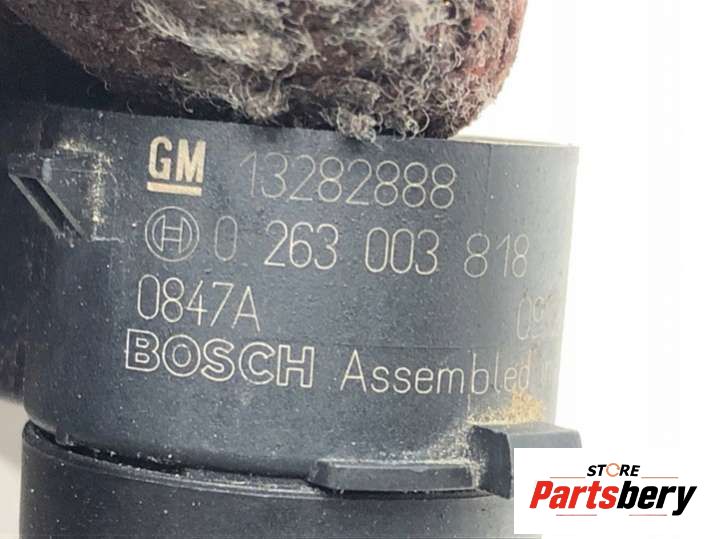 GM 13282888
0 263 003 818
0847A
BOSCH Assembled
STORE
Partsbery